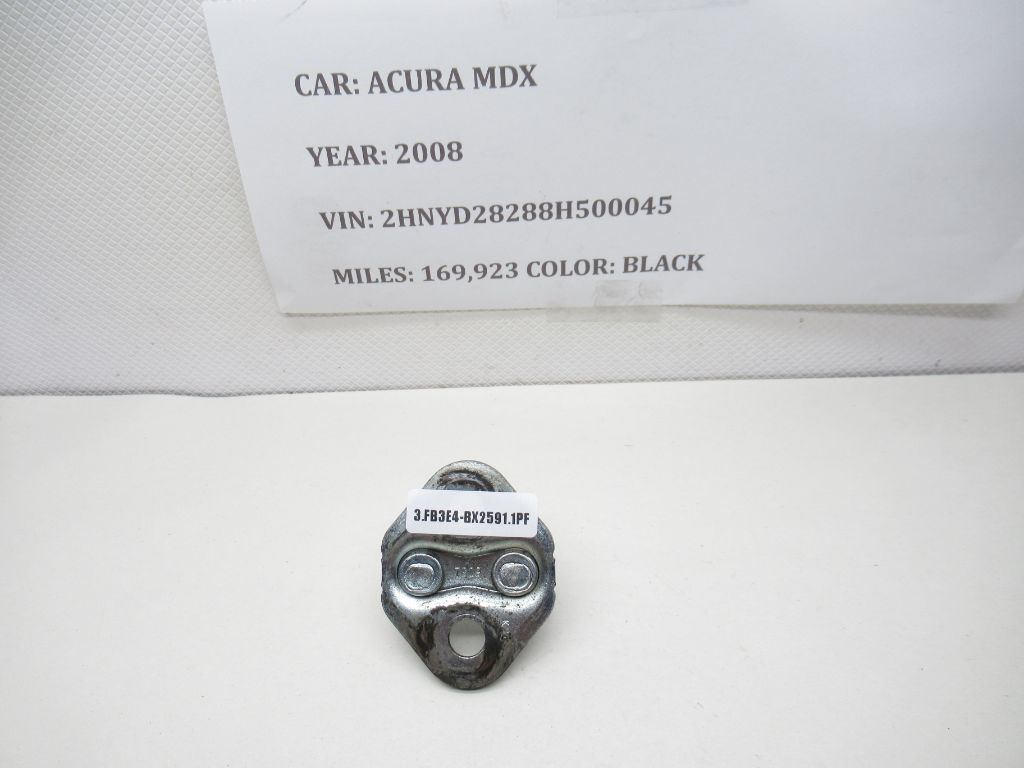 CAR: ACURA MDX
YEAR: 2008
VIN: 2HNYD28288H500045
MILES: 169,923 COLOR: BLACK
3.FB3E4-BX2591.1PF